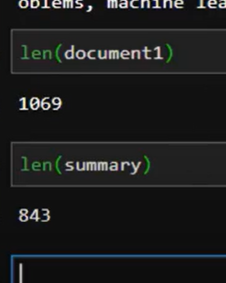 oblems, machine lea
len(document1)
1069
len(summary)
843